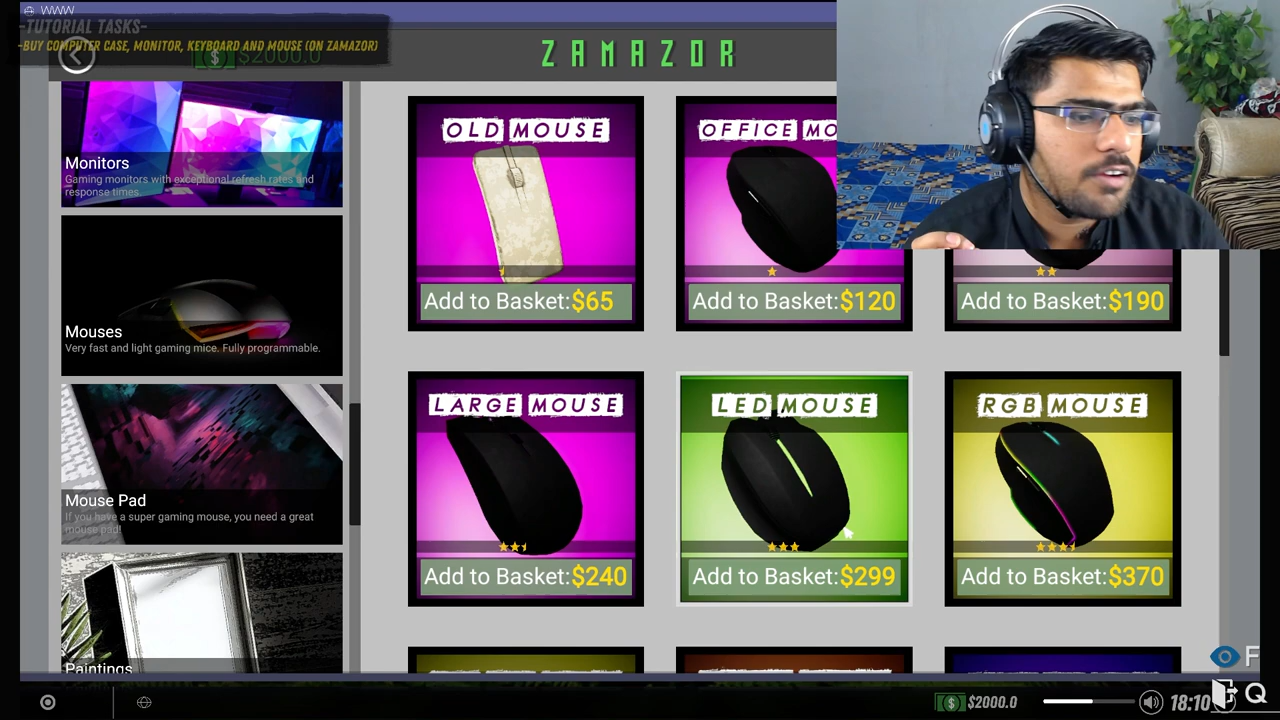 WWW
-TUTORIAL TASKS-
-BUY COMPUTER CASE, MONITOR, KEYBOARD AND MOUSE (ON ZAMAZOR)
$2000.0
ZAMAZOR
Monitors
Gaming monitors with exceptional refresh rates and
response times.
Mouses
Very fast and light gaming mice. Fully programmable.
Mouse Pad
If you have a super gaming mouse, you need a great
mouse pad!
Paintings
OLD MOUSE
Add to Basket:$65
OFFICE MO
Add to Basket:$120
Add to Basket:$190
LARGE MOUSE
Add to Basket:$240
LED MOUSE
Add to Basket:$299
RGB MOUSE
Add to Basket:$370
F
Q
$2000.0
18:10